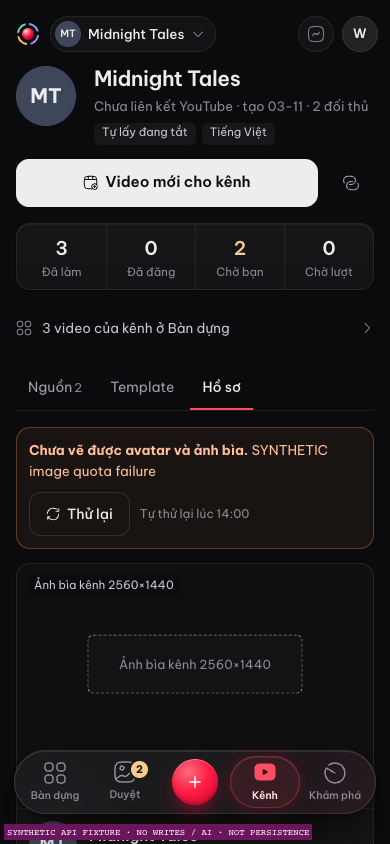 MT Midnight Tales W
MT
Midnight Tales
Chưa liên kết YouTube · tạo 03-11 · 2 đối thủ
Tự lấy đang tắt Tiếng Việt
Video mới cho kênh
3 0 2 0
Đã làm Đã đăng Chờ bạn Chờ lượt
3 video của kênh ở Bàn dựng
Nguồn 2 Template Hồ sơ
Chưa vẽ được avatar và ảnh bìa. SYNTHETIC
image quota failure
Thử lại Tự thử lại lúc 14:00
Ảnh bìa kênh 2560×1440
Ảnh bìa kênh 2560×1440
2
Bàn dựng Duyệt Kênh Khám phá
SYNTHETIC API FIXTURE · NO WRITES / AI · NOT PERSISTENCE